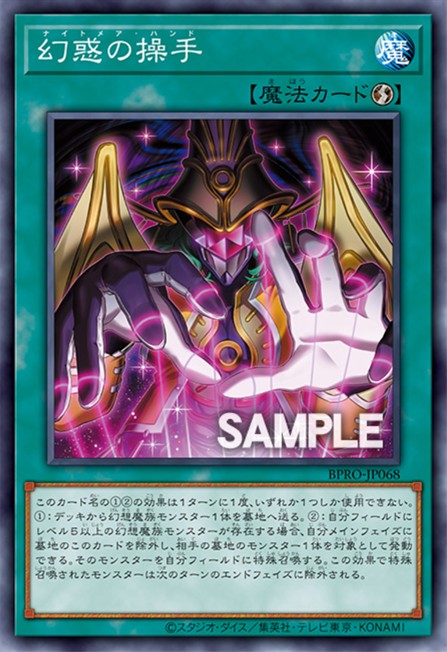 ナイトメア・ハンド
幻惑の操手
魔
【魔法カード】
SAMPLE
BPRO-JP068
このカード名の①②の効果は1ターンに1度、いずれか1つしか使用できない。
①：デッキから幻想魔族モンスター1体を墓地へ送る。②：自分フィールドに
レベル5以上の幻想魔族モンスターが存在する場合、自分メインフェイズに
墓地のこのカードを除外し、相手の墓地のモンスター1体を対象として発動
できる。そのモンスターを自分フィールドに特殊召喚する。この効果で特殊
召喚されたモンスターは次のターンのエンドフェイズに除外される。
©スタジオ・ダイス／集英社・テレビ東京・KONAMI